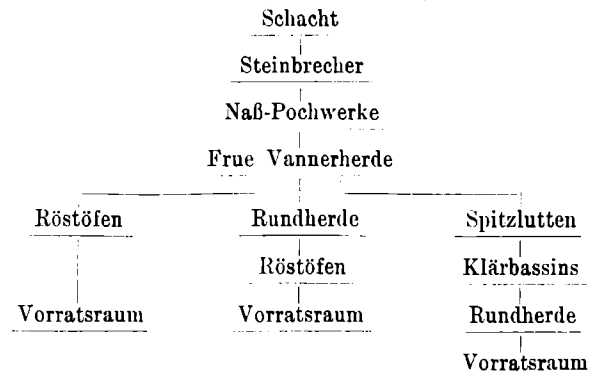 Schacht
Steinbrecher
Naß-Pochwerke
Frue Vannerherde
Röstöfen Rundherde Spitzlutten
Röstöfen Klärbassins
Vorratsraum Vorratsraum Rundherde
Vorratsraum